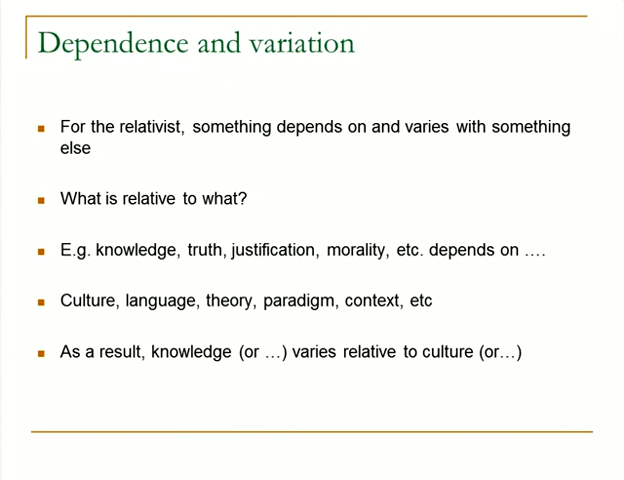 Dependence and variation
For the relativist, something depends on and varies with something
else
What is relative to what?
E.g. knowledge, truth, justification, morality, etc. depends on ….
Culture, language, theory, paradigm, context, etc
As a result, knowledge (or …) varies relative to culture (or…)